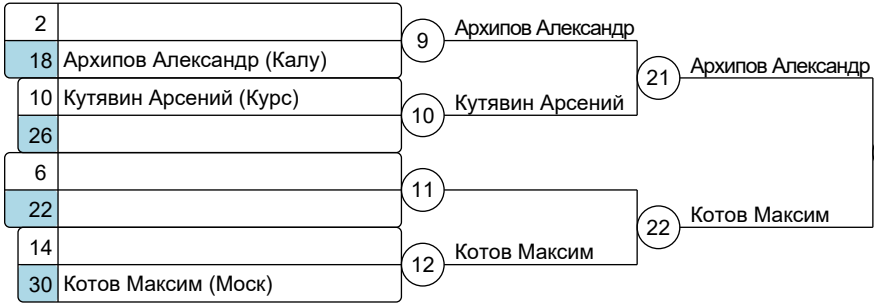 2
9
Архипов Александр
18 Архипов Александр (Калу)
21
Архипов Александр
10 Кутявин Арсений (Курс)
10
Кутявин Арсений
26
6
11
22
22
Котов Максим
14
12
Котов Максим
30 Котов Максим (Моск)